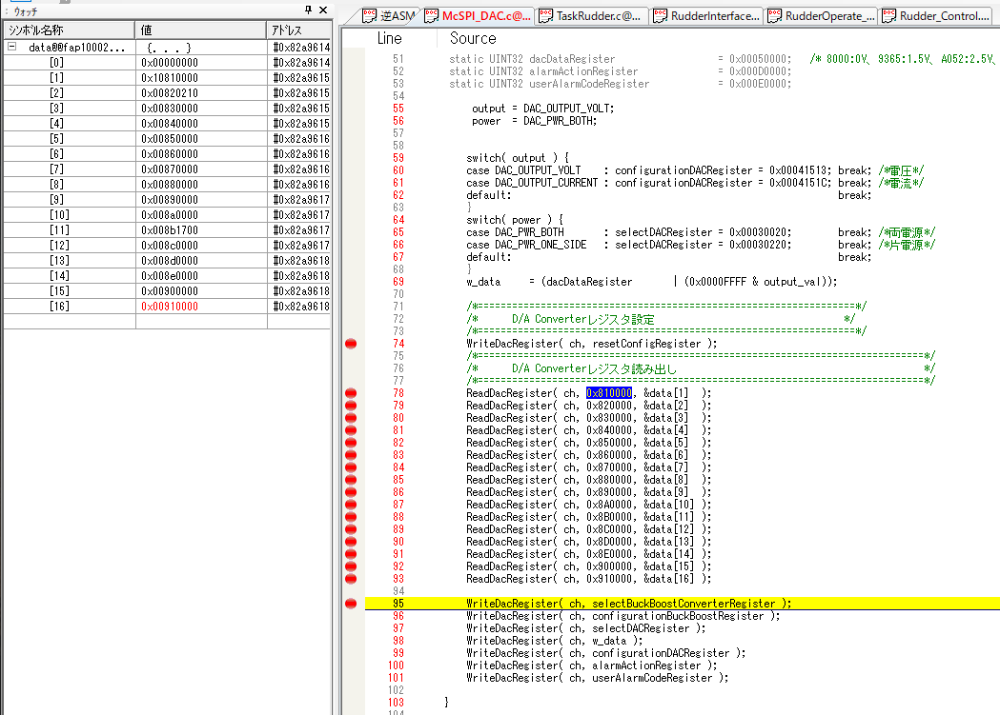 ウォッチ
シンボル名称 値 アドレス
data@@fap10002... {. . . } #0x82a9614
[0] 0x00000000 #0x82a9614
[1] 0x10810000 #0x82a9615
[2] 0x00820210 #0x82a9615
[3] 0x00830000 #0x82a9615
[4] 0x00840000 #0x82a9615
[5] 0x00850000 #0x82a9616
[6] 0x00860000 #0x82a9616
[7] 0x00870000 #0x82a9616
[8] 0x00880000 #0x82a9616
[9] 0x00890000 #0x82a9617
[10] 0x008a0000 #0x82a9617
[11] 0x008b1700 #0x82a9617
[12] 0x008c0000 #0x82a9617
[13] 0x008d0000 #0x82a9618
[14] 0x008e0000 #0x82a9618
[15] 0x00900000 #0x82a9618
[16] 0x00910000 #0x82a9618
逆ASM McSPI_DAC.c@... TaskRudder.c@... RudderInterface... RudderOperate_... Rudder_Control....
Line Source
51 static UINT32 dacDataRegister = 0x00050000; /* 8000:0V、9365:1.5V、A052:2.5V、
52 static UINT32 alarmActionRegister = 0x000D0000;
53 static UINT32 userAlarmCodeRegister = 0x000E0000;
54
55 output = DAC_OUTPUT_VOLT;
56 power = DAC_PWR_BOTH;
57
58
59 switch( output ) {
60 case DAC_OUTPUT_VOLT : configurationDACRegister = 0x00041513; break; /*電圧*/
61 case DAC_OUTPUT_CURRENT : configurationDACRegister = 0x0004151C; break; /*電流*/
62 default: break;
63 }
64 switch( power ) {
65 case DAC_PWR_BOTH : selectDACRegister = 0x00030020; break; /*両電源*/
66 case DAC_PWR_ONE_SIDE : selectDACRegister = 0x00030220; break; /*片電源*/
67 default: break;
68 }
69 w_data = (dacDataRegister | (0x0000FFFF & output_val));
70
71 /*==================================================================*/
72 /* D/A Converterレジスタ設定 */
73 /*==================================================================*/
74 WriteDacRegister( ch, resetConfigRegister );
75 /*==============================================================================*/
76 /* D/A Converterレジスタ読み出し */
77 /*==============================================================================*/
78 ReadDacRegister( ch, 0x810000, &data[1] );
79 ReadDacRegister( ch, 0x820000, &data[2] );
80 ReadDacRegister( ch, 0x830000, &data[3] );
81 ReadDacRegister( ch, 0x840000, &data[4] );
82 ReadDacRegister( ch, 0x850000, &data[5] );
83 ReadDacRegister( ch, 0x860000, &data[6] );
84 ReadDacRegister( ch, 0x870000, &data[7] );
85 ReadDacRegister( ch, 0x880000, &data[8] );
86 ReadDacRegister( ch, 0x890000, &data[9] );
87 ReadDacRegister( ch, 0x8A0000, &data[10] );
88 ReadDacRegister( ch, 0x8B0000, &data[11] );
89 ReadDacRegister( ch, 0x8C0000, &data[12] );
90 ReadDacRegister( ch, 0x8D0000, &data[13] );
91 ReadDacRegister( ch, 0x8E0000, &data[14] );
92 ReadDacRegister( ch, 0x900000, &data[15] );
93 ReadDacRegister( ch, 0x910000, &data[16] );
94
95 WriteDacRegister( ch, selectBuckBoostConverterRegister );
96 WriteDacRegister( ch, configurationBuckBoostRegister );
97 WriteDacRegister( ch, selectDACRegister );
98 WriteDacRegister( ch, w_data );
99 WriteDacRegister( ch, configurationDACRegister );
100 WriteDacRegister( ch, alarmActionRegister );
101 WriteDacRegister( ch, userAlarmCodeRegister );
102
103 }